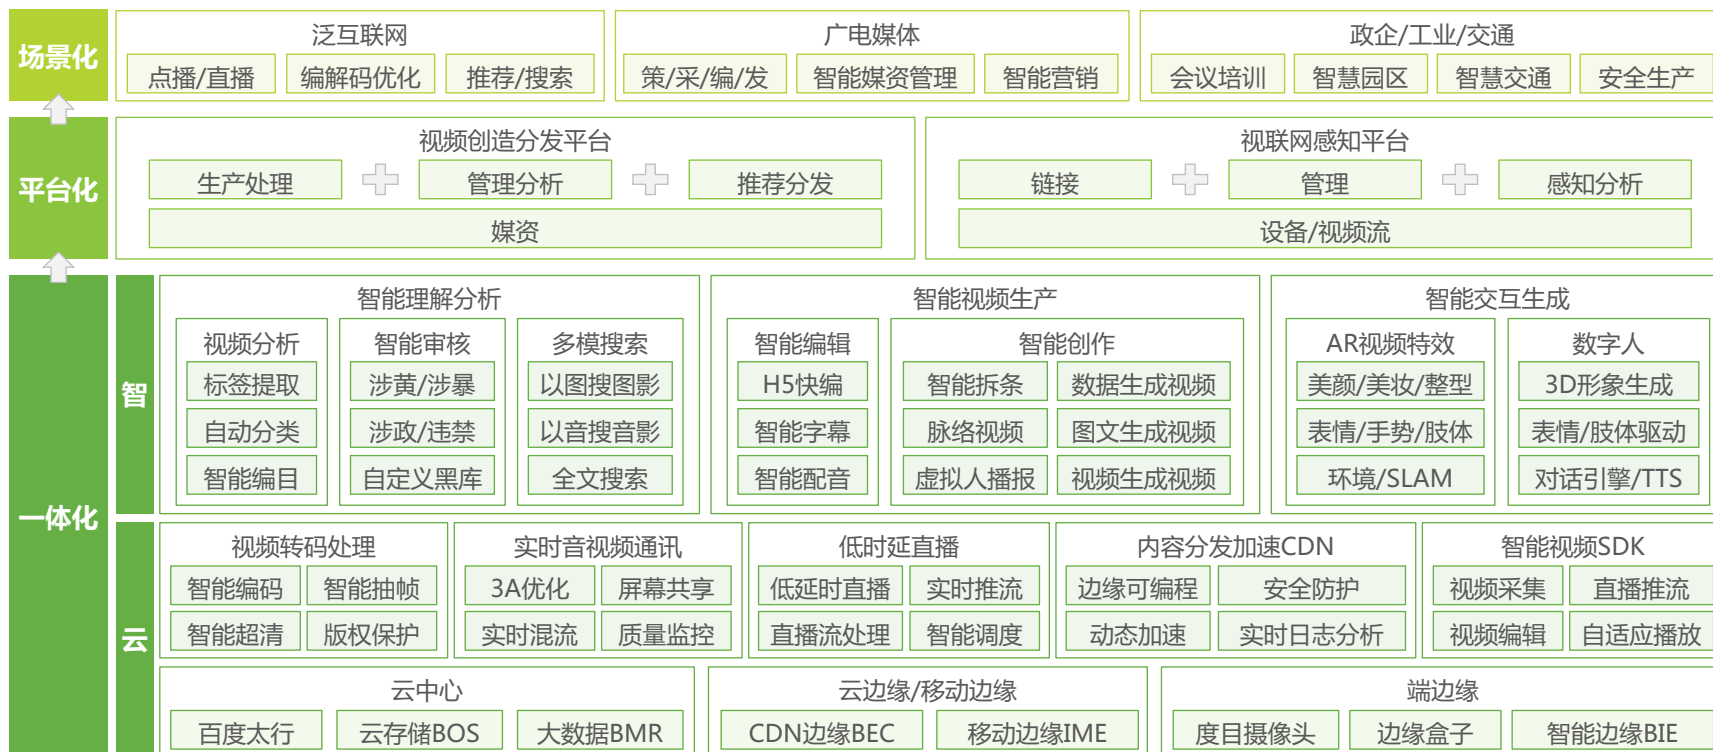 场景化
泛互联网
点播/直播
编解码优化
推荐/搜索
广电媒体
策/采/编/发
智能媒资管理
智能营销
政企/工业/交通
会议培训
智慧园区
智慧交通
安全生产
平台化
视频创造分发平台
生产处理
管理分析
推荐分发
媒资
视联网感知平台
链接
管理
感知分析
设备/视频流
一体化
智
智能理解分析
视频分析
标签提取
自动分类
智能编目
智能审核
涉黄/涉暴
涉政/违禁
自定义黑库
多模搜索
以图搜图影
以音搜音影
全文搜索
智能视频生产
智能编辑
H5快编
智能字幕
智能配音
智能创作
智能拆条
数据生成视频
脉络视频
图文生成视频
虚拟人播报
视频生成视频
智能交互生成
AR视频特效
美颜/美妆/整型
表情/手势/肢体
环境/SLAM
数字人
3D形象生成
表情/肢体驱动
对话引擎/TTS
云
视频转码处理
智能编码
智能抽帧
智能超清
版权保护
实时音视频通讯
3A优化
屏幕共享
实时混流
质量监控
低时延直播
低延时直播
实时推流
直播流处理
智能调度
内容分发加速CDN
边缘可编程
安全防护
动态加速
实时日志分析
智能视频SDK
视频采集
直播推流
视频编辑
自适应播放
云中心
百度太行
云存储BOS
大数据BMR
云边缘/移动边缘
CDN边缘BEC
移动边缘IME
端边缘
度目摄像头
边缘盒子
智能边缘BIE